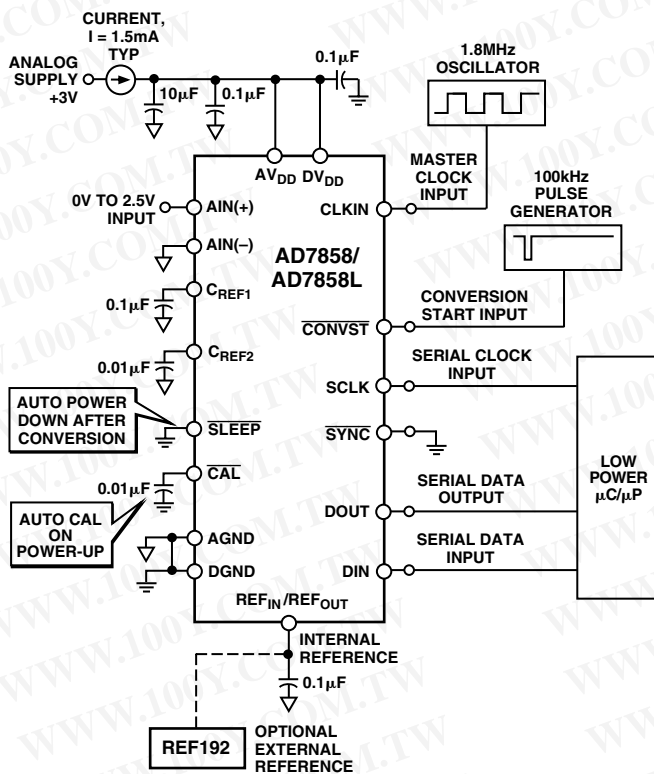 CURRENT,
I = 1.5mA
TYP
ANALOG
SUPPLY
+3V
10µF
0.1µF
0.1µF
1.8MHz
OSCILLATOR
AVDD
DVDD
MASTER
CLOCK
INPUT
0V TO 2.5V
INPUT
AIN(+)
CLKIN
100kHz
PULSE
GENERATOR
AIN(–)
AD7858/
AD7858L
CREF1
0.1µF
CONVERSION
START INPUT
CONVST
CREF2
0.01µF
SERIAL CLOCK
INPUT
SCLK
AUTO POWER
DOWN AFTER
CONVERSION
SLEEP
SYNC
LOW
POWER
µC/µP
CAL
0.01µF
SERIAL DATA
OUTPUT
DOUT
AUTO CAL
ON
POWER-UP
AGND
SERIAL DATA
INPUT
DGND
DIN
REFIN/REFOUT
INTERNAL
REFERENCE
0.1µF
REF192
OPTIONAL
EXTERNAL
REFERENCE
WWW.100Y.COM.TW